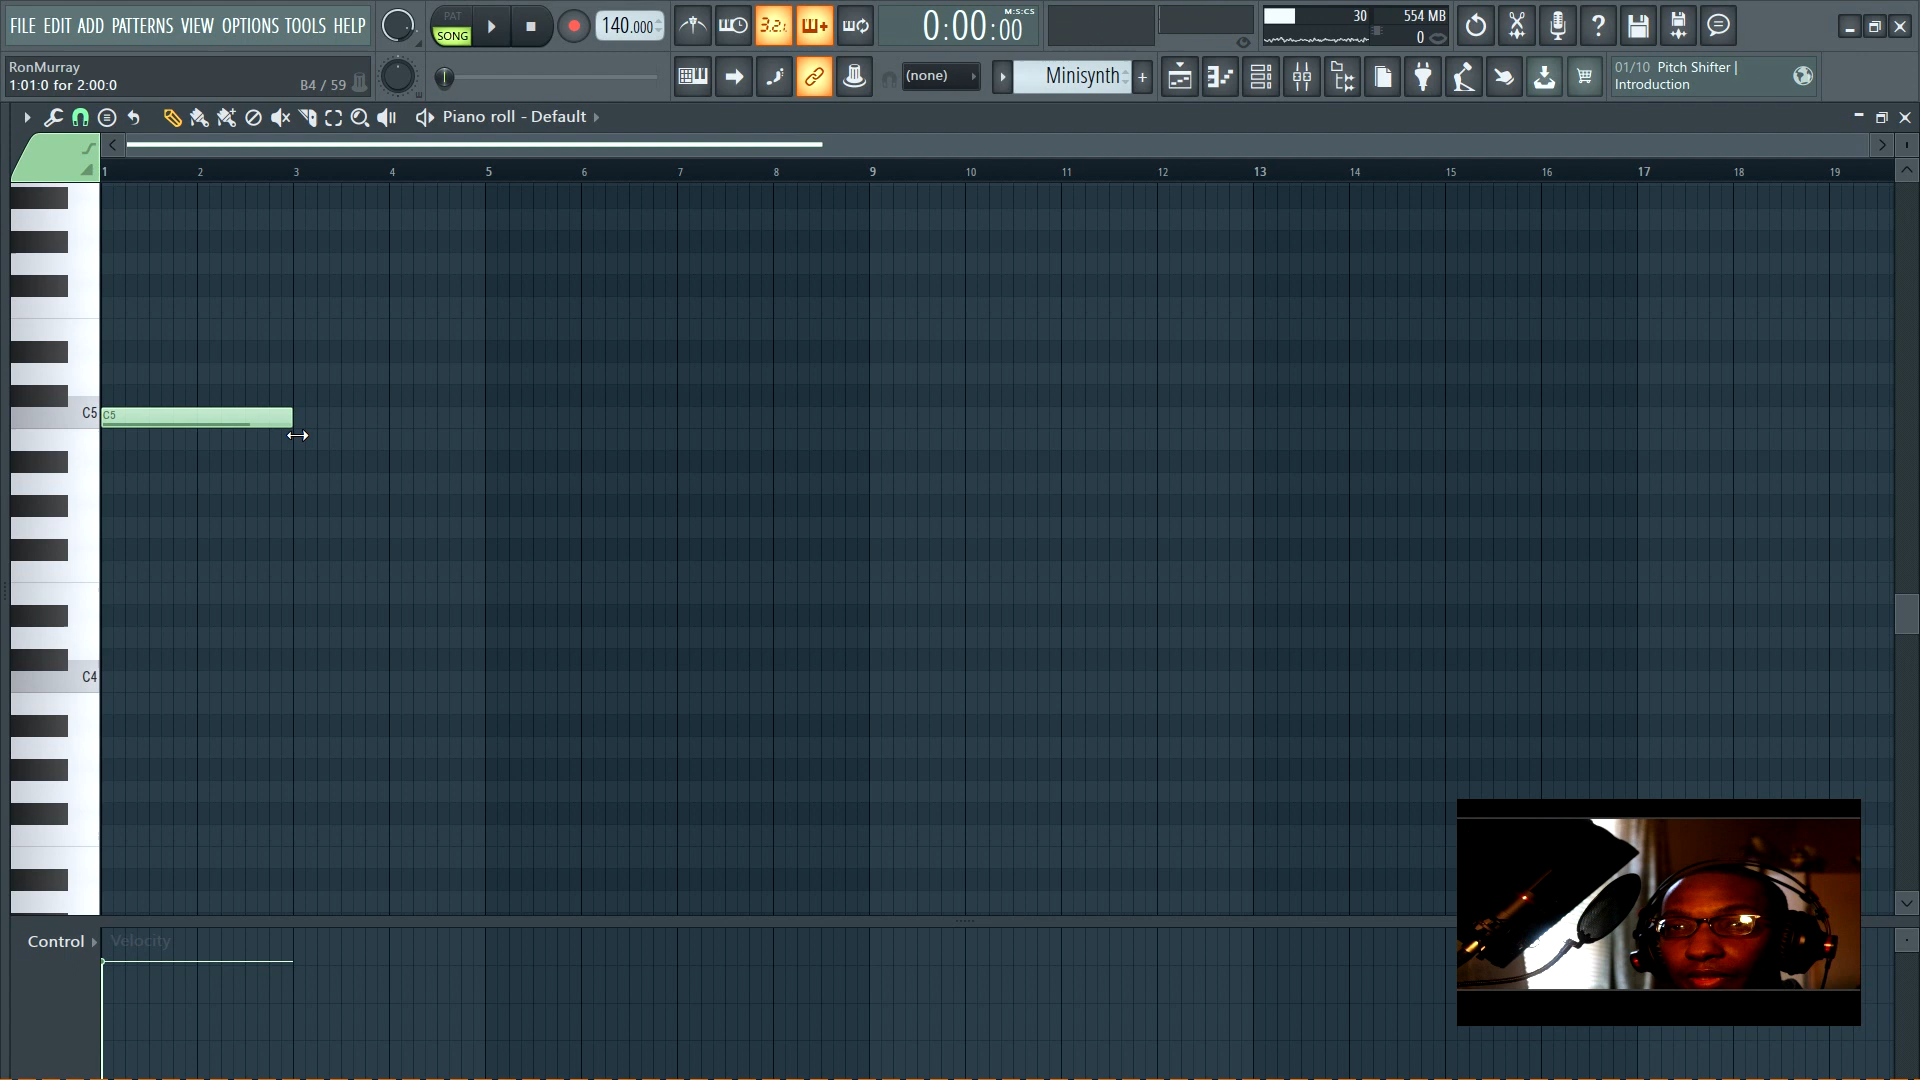 FILE EDIT ADD PATTERNS VIEW OPTIONS TOOLS HELP
PAT
SONG
140.000
3.2.
0:00:00
M:S:CS
30
554 MB
0
RonMurray
1:01:0 for 2:00:0
B4 / 59
(none)
Minisynth
+
01/10 Pitch Shifter |
Introduction
Piano roll - Default
1 2 3 4 5 6 7 8 9 10 11 12 13 14 15 16 17 18 19
C5
C5
C4
Control
Velocity